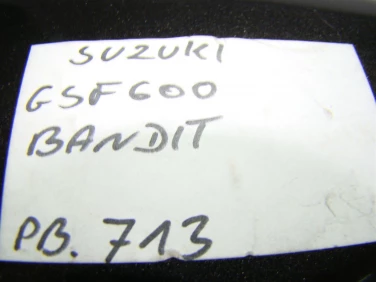 SUZUKI
GSF600
BANDIT
PB. 713